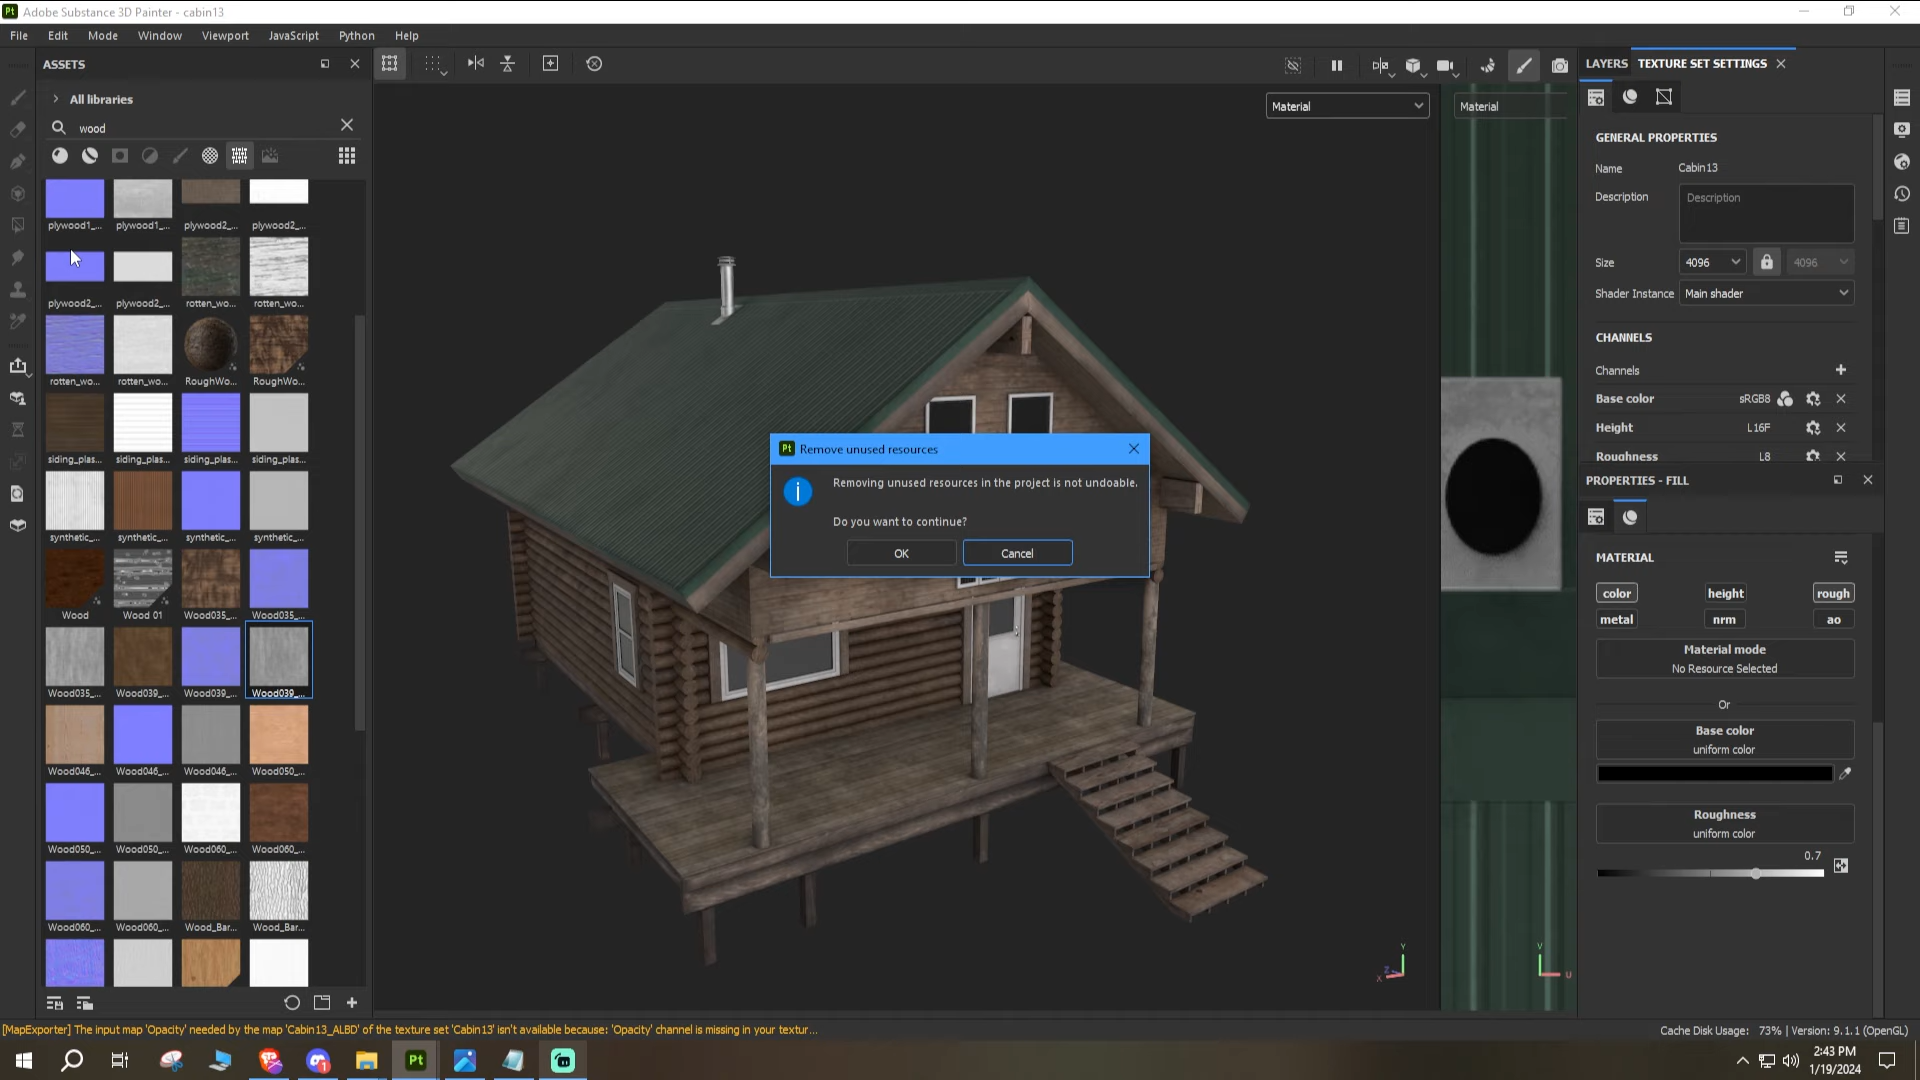 Pt Adobe Substance 3D Painter - cabin13
File Edit Mode Window Viewport JavaScript Python Help
ASSETS
All libraries
wood
plywood1_... plywood1_... plywood2_... plywood2_...
plywood2_... plywood2_... rotten_wo... rotten_wo...
rotten_wo... rotten_wo... RoughWo... RoughWo...
siding_plas... siding_plas... siding_plas... siding_plas...
synthetic_... synthetic_... synthetic_... synthetic_...
Wood Wood 01 Wood035_... Wood035_...
Wood035_... Wood039_... Wood039_... Wood039_...
Wood046_... Wood046_... Wood046_... Wood050_...
Wood050_... Wood050_... Wood060_... Wood060_...
Wood060_... Wood060_... Wood_Bar... Wood_Bar...
Material
Material
Pt Remove unused resources
Removing unused resources in the project is not undoable.
Do you want to continue?
OK Cancel
Y
Z
X
V
U
LAYERS TEXTURE SET SETTINGS
GENERAL PROPERTIES
Name Cabin13
Description Description
Size 4096 4096
Shader Instance Main shader
CHANNELS
Channels
Base color sRGB8
Height L16F
Roughness L8
PROPERTIES - FILL
MATERIAL
color height rough
metal nrm ao
Material mode
No Resource Selected
Or
Base color
uniform color
Roughness
uniform color
0.7
[MapExporter] The input map 'Opacity' needed by the map 'Cabin13_ALBD' of the texture set 'Cabin13' isn't available because: 'Opacity' channel is missing in your textur...
Cache Disk Usage: 73% | Version: 9.1.1 (OpenGL)
Pt
2:43 PM
1/19/2024